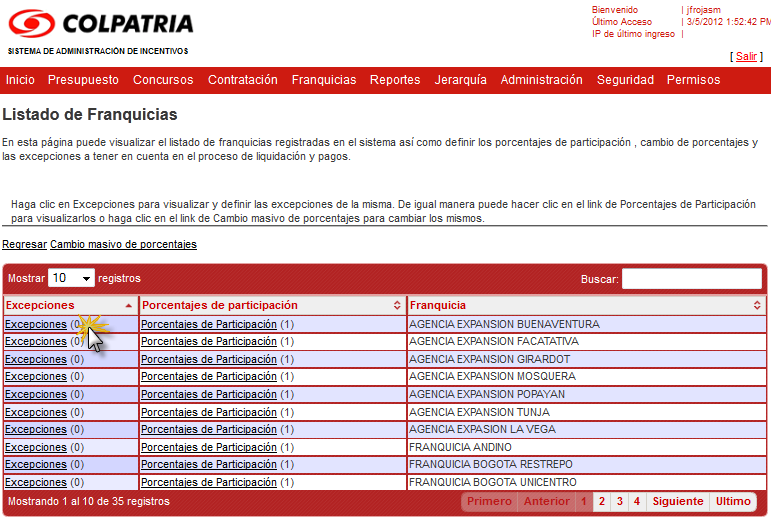 COLPATRIA
SISTEMA DE ADMINISTRACIÓN DE INCENTIVOS
Bienvenido | jfrojasm
Último Acceso | 3/5/2012 1:52:42 PM
IP de último ingreso |
[ Salir ]
Inicio Presupuesto Concursos Contratación Franquicias Reportes Jerarquía Administración Seguridad Permisos
Listado de Franquicias
En esta página puede visualizar el listado de franquicias registradas en el sistema así como definir los porcentajes de participación , cambio de porcentajes y
las excepciones a tener en cuenta en el proceso de liquidación y pagos.
Haga clic en Excepciones para visualizar y definir las excepciones de la misma. De igual manera puede hacer clic en el link de Porcentajes de Participación
para visualizarlos o haga clic en el link de Cambio masivo de porcentajes para cambiar los mismos.
Regresar Cambio masivo de porcentajes
Mostrar 10 registros Buscar:
Excepciones Porcentajes de participación Franquicia
Excepciones (0) Porcentajes de Participación (1) AGENCIA EXPANSION BUENAVENTURA
Excepciones (0) Porcentajes de Participación (1) AGENCIA EXPANSION FACATATIVA
Excepciones (0) Porcentajes de Participación (1) AGENCIA EXPANSION GIRARDOT
Excepciones (0) Porcentajes de Participación (1) AGENCIA EXPANSION MOSQUERA
Excepciones (0) Porcentajes de Participación (1) AGENCIA EXPANSION POPAYAN
Excepciones (0) Porcentajes de Participación (1) AGENCIA EXPANSION TUNJA
Excepciones (0) Porcentajes de Participación (1) AGENCIA EXPASION LA VEGA
Excepciones (0) Porcentajes de Participación (1) FRANQUICIA ANDINO
Excepciones (0) Porcentajes de Participación (1) FRANQUICIA BOGOTA RESTREPO
Excepciones (0) Porcentajes de Participación (1) FRANQUICIA BOGOTA UNICENTRO
Mostrando 1 al 10 de 35 registros Primero Anterior 1 2 3 4 Siguiente Ultimo